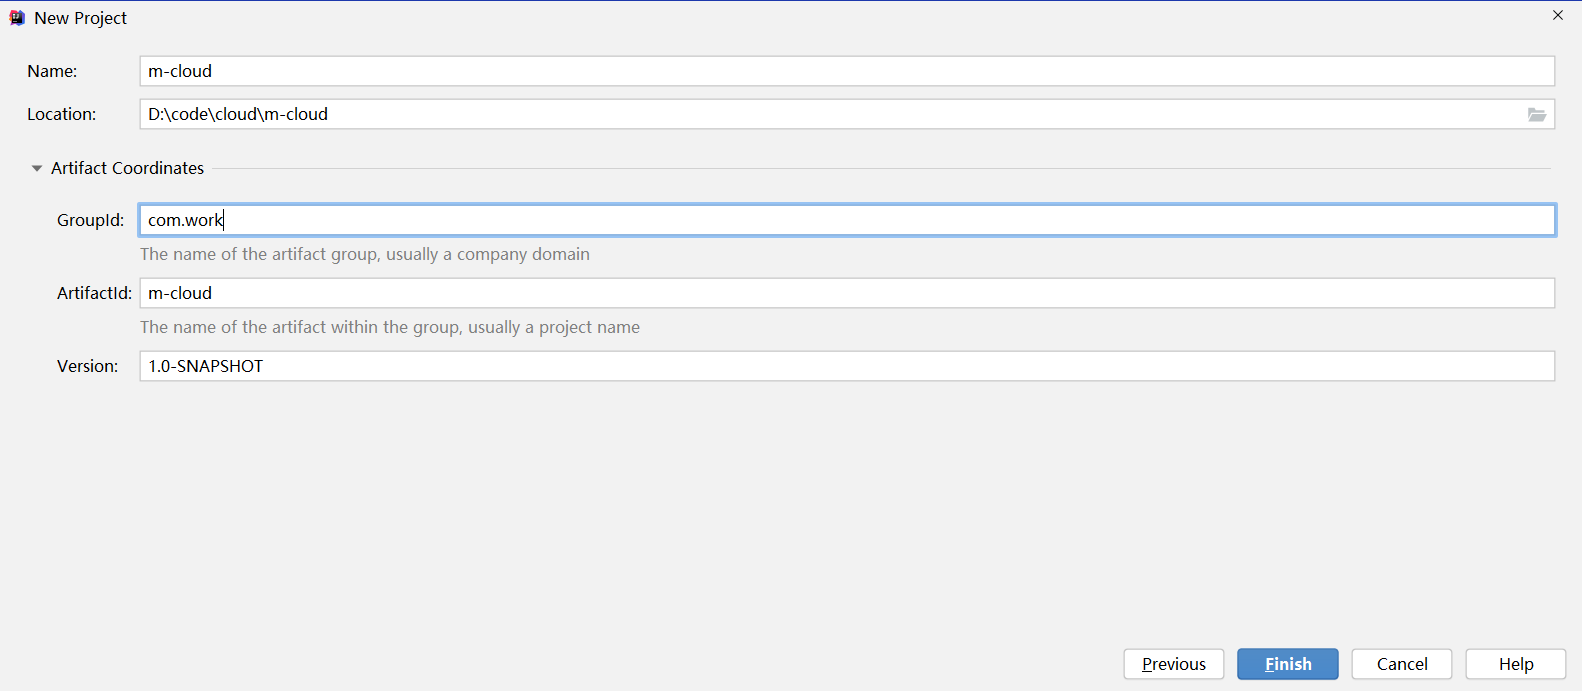 New Project
Name: m-cloud
Location: D:\code\cloud\m-cloud
Artifact Coordinates
GroupId: com.work
The name of the artifact group, usually a company domain
ArtifactId: m-cloud
The name of the artifact within the group, usually a project name
Version: 1.0-SNAPSHOT
Previous Finish Cancel Help